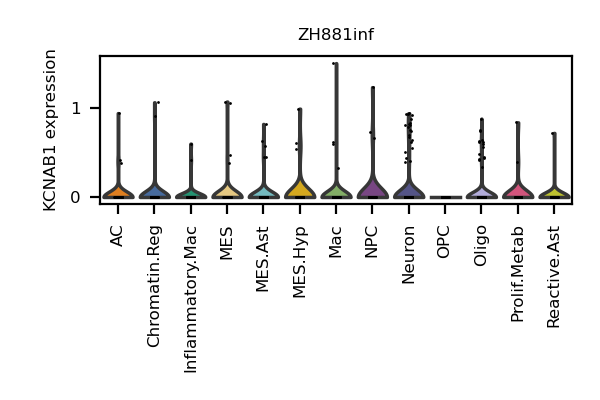 ZH881inf
KCNAB1 expression
1
0
AC
Chromatin.Reg
Inflammatory.Mac
MES
MES.Ast
MES.Hyp
Mac
NPC
Neuron
OPC
Oligo
Prolif.Metab
Reactive.Ast